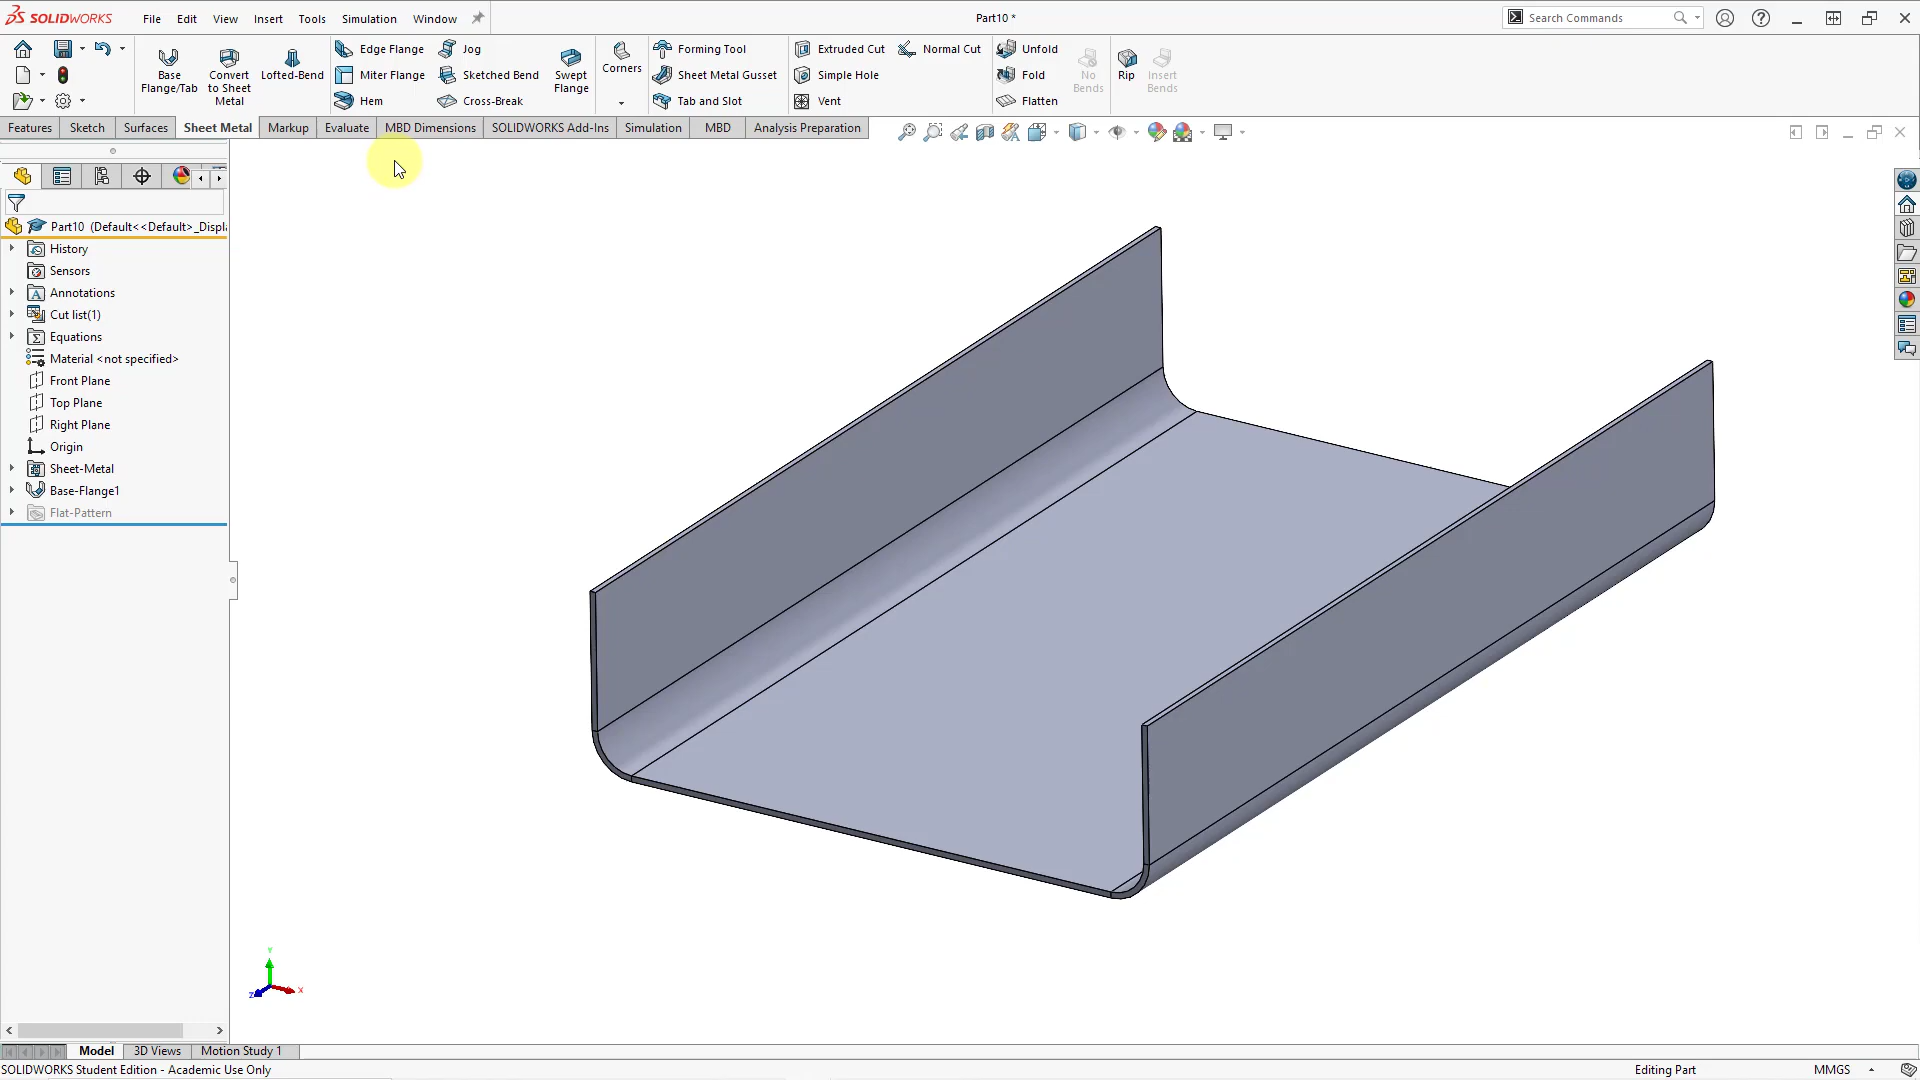 SOLIDWORKS
File Edit View Insert Tools Simulation Window
Part10 *
Search Commands
Base Flange/Tab
Convert to Sheet Metal
Lofted-Bend
Edge Flange
Miter Flange
Hem
Jog
Sketched Bend
Cross-Break
Swept Flange
Corners
Forming Tool
Sheet Metal Gusset
Tab and Slot
Extruded Cut
Simple Hole
Vent
Normal Cut
Unfold
Fold
Flatten
No Bends
Rip
Insert Bends
Features Sketch Surfaces Sheet Metal Markup Evaluate MBD Dimensions SOLIDWORKS Add-Ins Simulation MBD Analysis Preparation
Part10 (Default<<Default>_Displ
History
Sensors
Annotations
Cut list(1)
Equations
Material <not specified>
Front Plane
Top Plane
Right Plane
Origin
Sheet-Metal
Base-Flange1
Flat-Pattern
Y
Z
X
Model 3D Views Motion Study 1
SOLIDWORKS Student Edition - Academic Use Only
Editing Part
MMGS